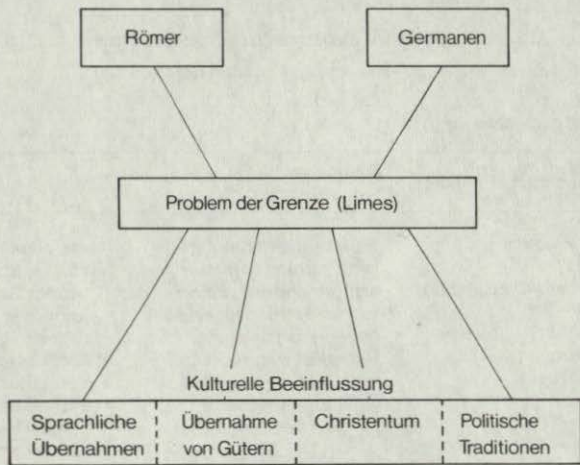 Römer
Germanen
Problem der Grenze (Limes)
Kulturelle Beeinflussung
Sprachliche
Übernahmen
Übernahme
von Gütern
Christentum
Politische
Traditionen